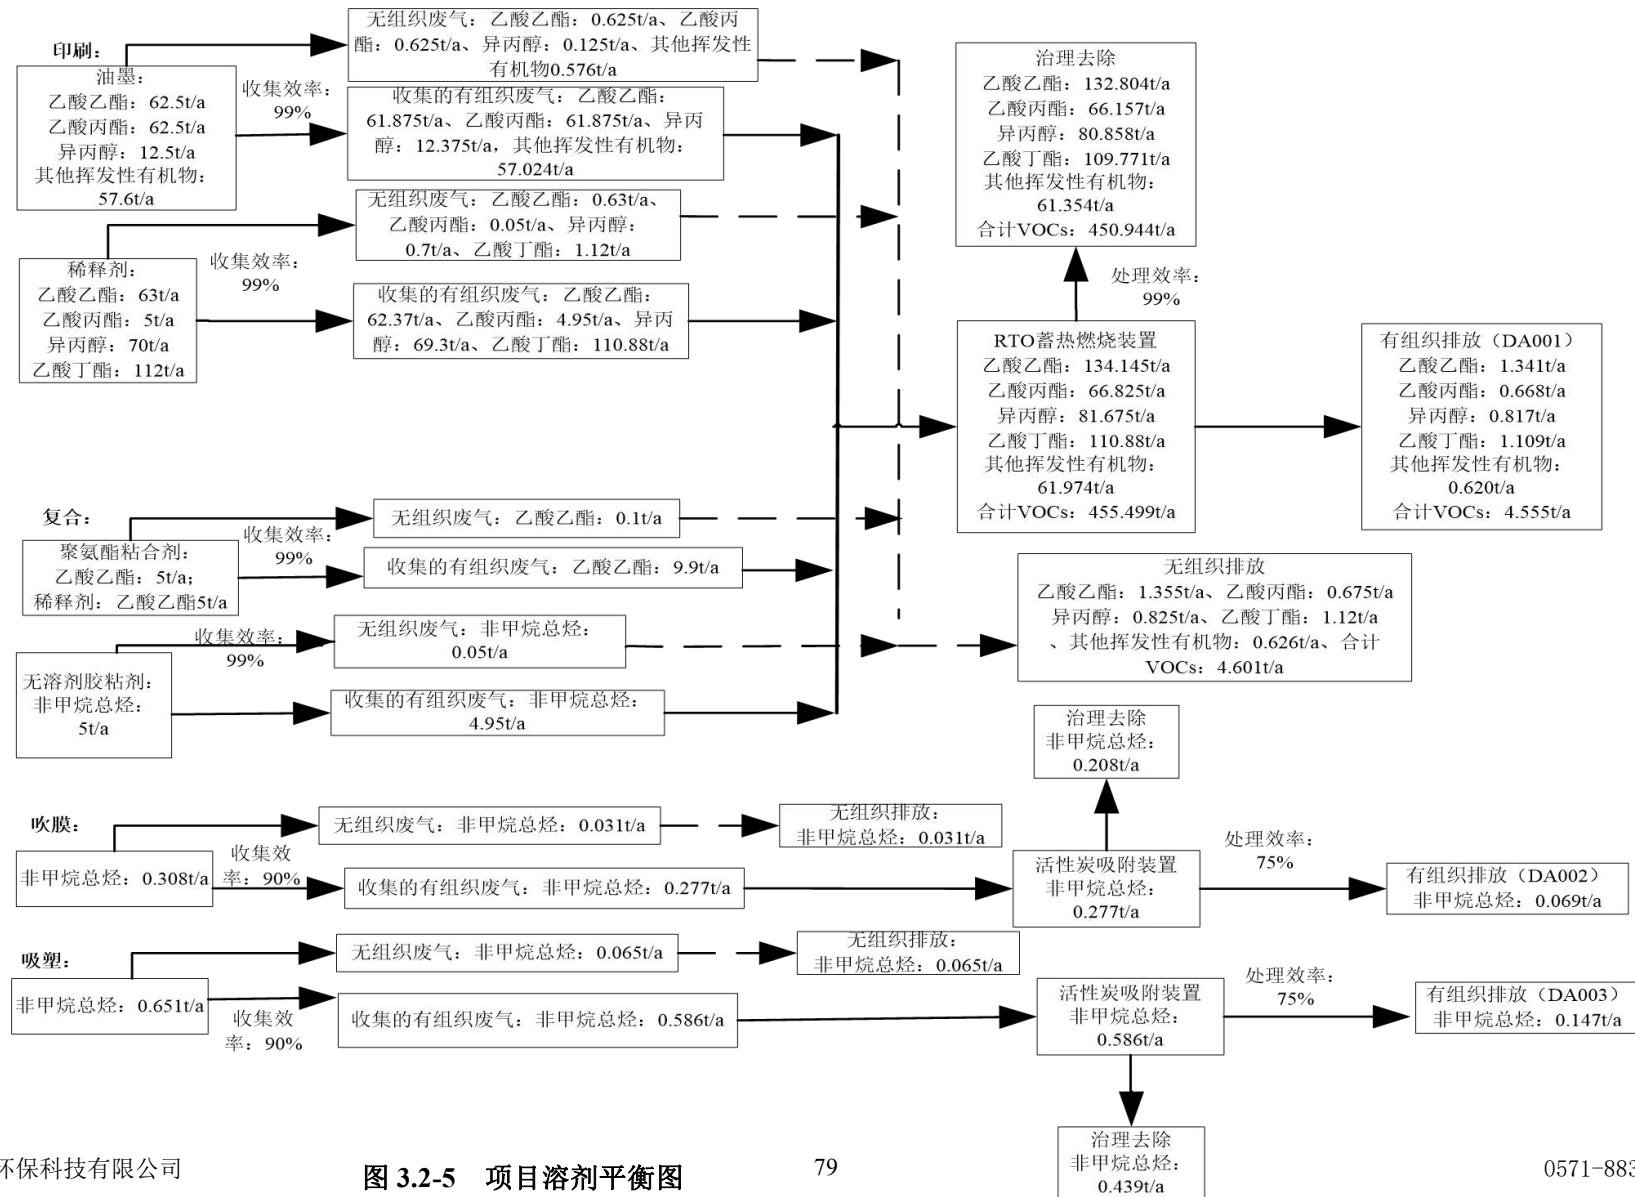 印刷：
油墨：
乙酸乙酯：62.5t/a
乙酸丙酯：62.5t/a
异丙醇：12.5t/a
其他挥发性有机物：
57.6t/a
收集效率：
99%
无组织废气：乙酸乙酯：0.625t/a、乙酸丙
酯：0.625t/a、异丙醇：0.125t/a、其他挥发性
有机物0.576t/a
收集的有组织废气：乙酸乙酯：
61.875t/a、乙酸丙酯：61.875t/a、异丙
醇：12.375t/a，其他挥发性有机物：
57.024t/a
稀释剂：
乙酸乙酯：63t/a
乙酸丙酯：5t/a
异丙醇：70t/a
乙酸丁酯：112t/a
收集效率：
99%
无组织废气：乙酸乙酯：0.63t/a、
乙酸丙酯：0.05t/a、异丙醇：
0.7t/a、乙酸丁酯：1.12t/a
收集的有组织废气：乙酸乙酯：
62.37t/a、乙酸丙酯：4.95t/a、异丙
醇：69.3t/a、乙酸丁酯：110.88t/a
治理去除
乙酸乙酯：132.804t/a
乙酸丙酯：66.157t/a
异丙醇：80.858t/a
乙酸丁酯：109.771t/a
其他挥发性有机物：
61.354t/a
合计VOCs：450.944t/a
处理效率：
99%
RTO蓄热燃烧装置
乙酸乙酯：134.145t/a
乙酸丙酯：66.825t/a
异丙醇：81.675t/a
乙酸丁酯：110.88t/a
其他挥发性有机物：
61.974t/a
合计VOCs：455.499t/a
有组织排放（DA001）
乙酸乙酯：1.341t/a
乙酸丙酯：0.668t/a
异丙醇：0.817t/a
乙酸丁酯：1.109t/a
其他挥发性有机物：
0.620t/a
合计VOCs：4.555t/a
复合：
聚氨酯粘合剂：
乙酸乙酯：5t/a；
稀释剂：乙酸乙酯5t/a
收集效率：
99%
无组织废气：乙酸乙酯：0.1t/a
收集的有组织废气：乙酸乙酯：9.9t/a
无溶剂胶粘剂：
非甲烷总烃：
5t/a
收集效率：
99%
无组织废气：非甲烷总烃：
0.05t/a
收集的有组织废气：非甲烷总烃：
4.95t/a
无组织排放
乙酸乙酯：1.355t/a、乙酸丙酯：0.675t/a
异丙醇：0.825t/a、乙酸丁酯：1.12t/a
、其他挥发性有机物：0.626t/a、合计
VOCs：4.601t/a
吹膜：
非甲烷总烃：0.308t/a
收集效
率：90%
无组织废气：非甲烷总烃：0.031t/a
无组织排放：
非甲烷总烃：0.031t/a
收集的有组织废气：非甲烷总烃：0.277t/a
治理去除
非甲烷总烃：
0.208t/a
活性炭吸附装置
非甲烷总烃：
0.277t/a
处理效率：
75%
有组织排放（DA002）
非甲烷总烃：0.069t/a
吸塑：
非甲烷总烃：0.651t/a
收集效
率：90%
无组织废气：非甲烷总烃：0.065t/a
无组织排放：
非甲烷总烃：0.065t/a
收集的有组织废气：非甲烷总烃：0.586t/a
活性炭吸附装置
非甲烷总烃：
0.586t/a
处理效率：
75%
有组织排放（DA003）
非甲烷总烃：0.147t/a
治理去除
非甲烷总烃：
0.439t/a
环保科技有限公司
图 3.2-5 项目溶剂平衡图
79
0571-883